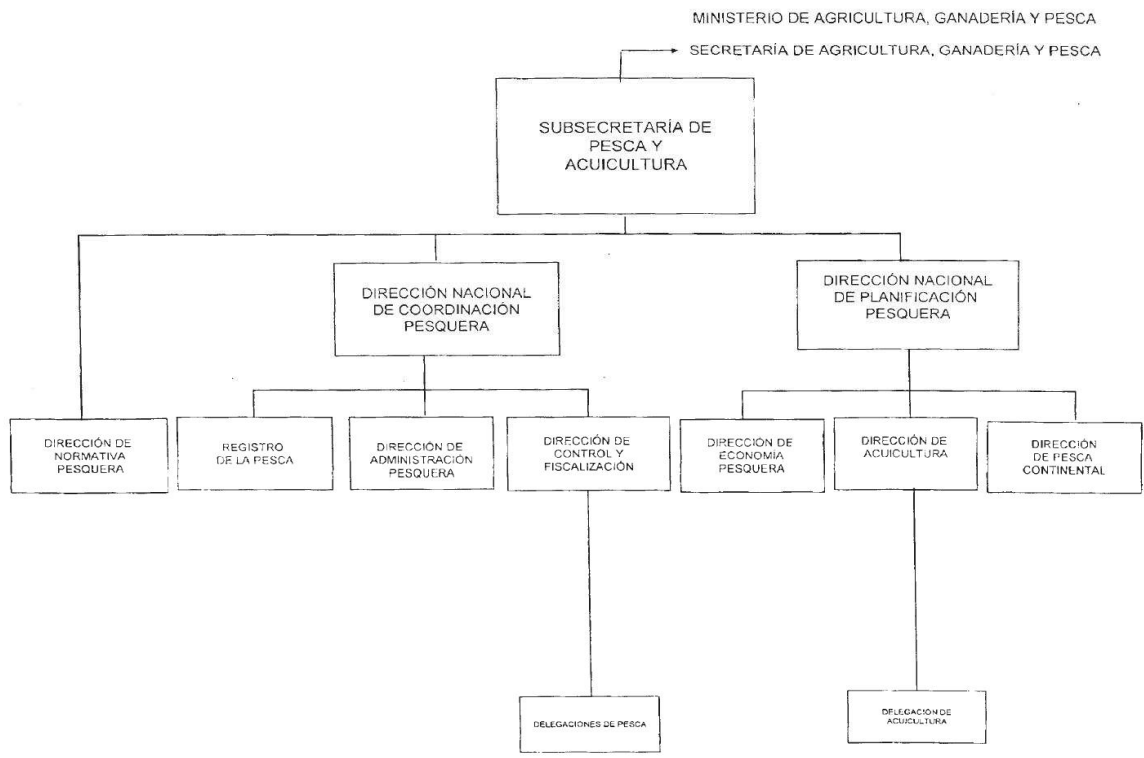 MINISTERIO DE AGRICULTURA, GANADERÍA Y PESCA
SECRETARÍA DE AGRICULTURA, GANADERÍA Y PESCA
SUBSECRETARÍA DE
PESCA Y
ACUICULTURA
DIRECCIÓN NACIONAL
DE COORDINACIÓN
PESQUERA
DIRECCIÓN NACIONAL
DE PLANIFICACIÓN
PESQUERA
DIRECCIÓN DE
NORMATIVA
PESQUERA
REGISTRO
DE LA PESCA
DIRECCIÓN DE
ADMINISTRACIÓN
PESQUERA
DIRECCIÓN DE
CONTROL Y
FISCALIZACIÓN
DIRECCIÓN DE
ECONOMÍA
PESQUERA
DIRECCIÓN DE
ACUICULTURA
DIRECCIÓN
DE PESCA
CONTINENTAL
DELEGACIONES DE PESCA
DELEGACIÓN DE
ACUICULTURA